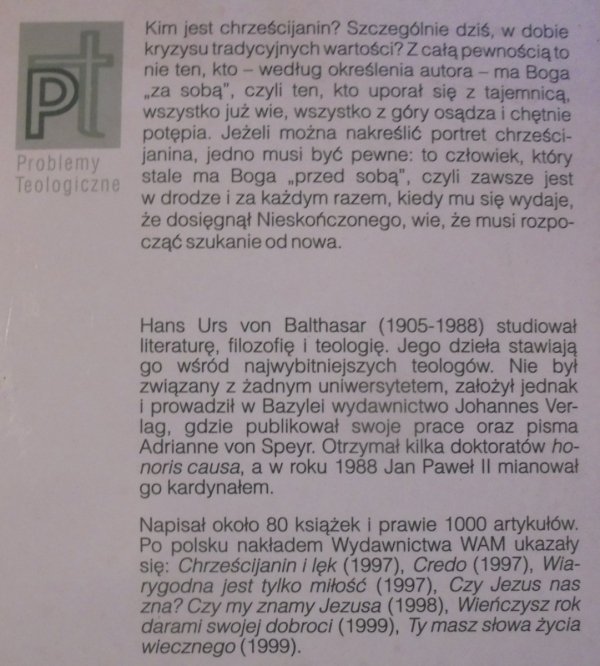 Pt
Problemy
Teologiczne
Kim jest chrześcijanin? Szczególnie dziś, w dobie
kryzysu tradycyjnych wartości? Z całą pewnością to
nie ten, kto – według określenia autora – ma Boga
„za sobą”, czyli ten, kto uporał się z tajemnicą,
wszystko już wie, wszystko z góry osądza i chętnie
potępia. Jeżeli można nakreślić portret chrześci-
janina, jedno musi być pewne: to człowiek, który
stale ma Boga „przed sobą”, czyli zawsze jest
w drodze i za każdym razem, kiedy mu się wydaje,
że dosięgnął Nieskończonego, wie, że musi rozpo-
cząć szukanie od nowa.
Hans Urs von Balthasar (1905-1988) studiował
literaturę, filozofię i teologię. Jego dzieła stawiają
go wśród najwybitniejszych teologów. Nie był
związany z żadnym uniwersytetem, założył jednak
i prowadził w Bazylei wydawnictwo Johannes Ver-
lag, gdzie publikował swoje prace oraz pisma
Adrianne von Speyr. Otrzymał kilka doktoratów ho-
noris causa, a w roku 1988 Jan Paweł II mianował
go kardynałem.
Napisał około 80 książek i prawie 1000 artykułów.
Po polsku nakładem Wydawnictwa WAM ukazały
się: Chrześcijanin i lęk (1997), Credo (1997), Wia-
rygodna jest tylko miłość (1997), Czy Jezus nas
zna? Czy my znamy Jezusa (1998), Wieńczysz rok
darami swojej dobroci (1999), Ty masz słowa życia
wiecznego (1999).